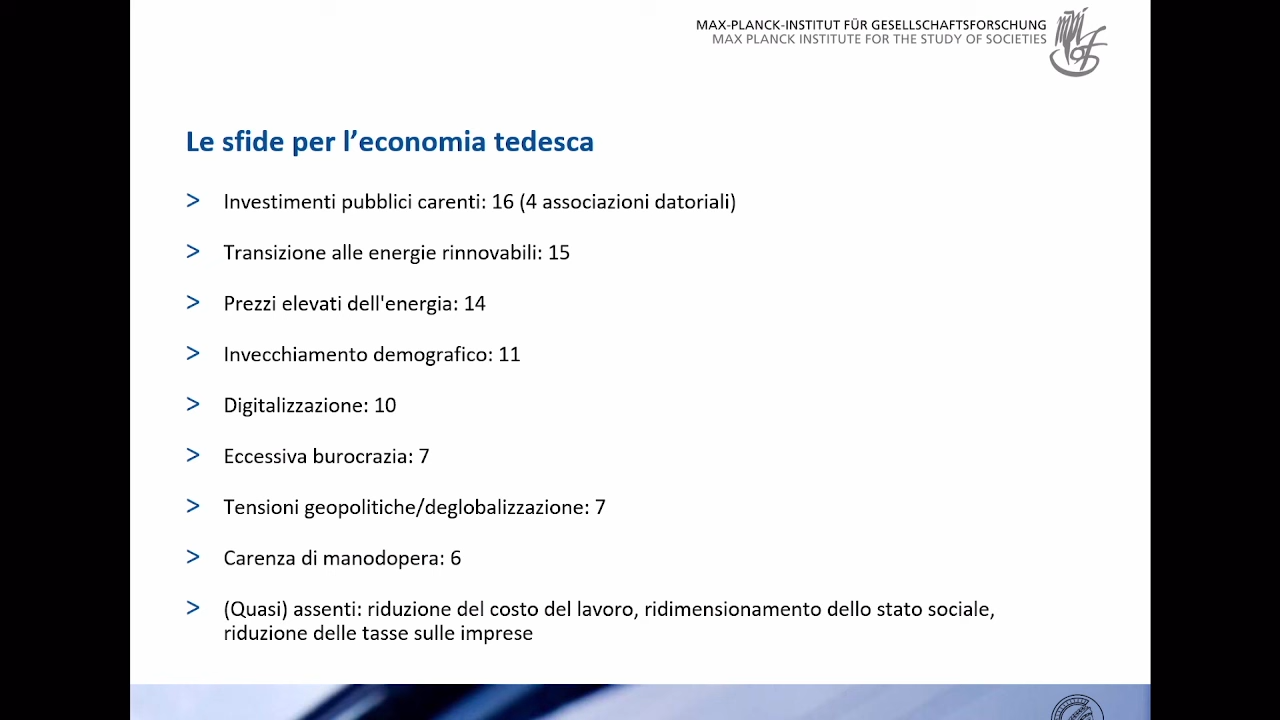 MAX-PLANCK-INSTITUT FÜR GESELLSCHAFTSFORSCHUNG
MAX PLANCK INSTITUTE FOR THE STUDY OF SOCIETIES
Le sfide per l’economia tedesca
> Investimenti pubblici carenti: 16 (4 associazioni datoriali)
> Transizione alle energie rinnovabili: 15
> Prezzi elevati dell'energia: 14
> Invecchiamento demografico: 11
> Digitalizzazione: 10
> Eccessiva burocrazia: 7
> Tensioni geopolitiche/deglobalizzazione: 7
> Carenza di manodopera: 6
> (Quasi) assenti: riduzione del costo del lavoro, ridimensionamento dello stato sociale,
riduzione delle tasse sulle imprese